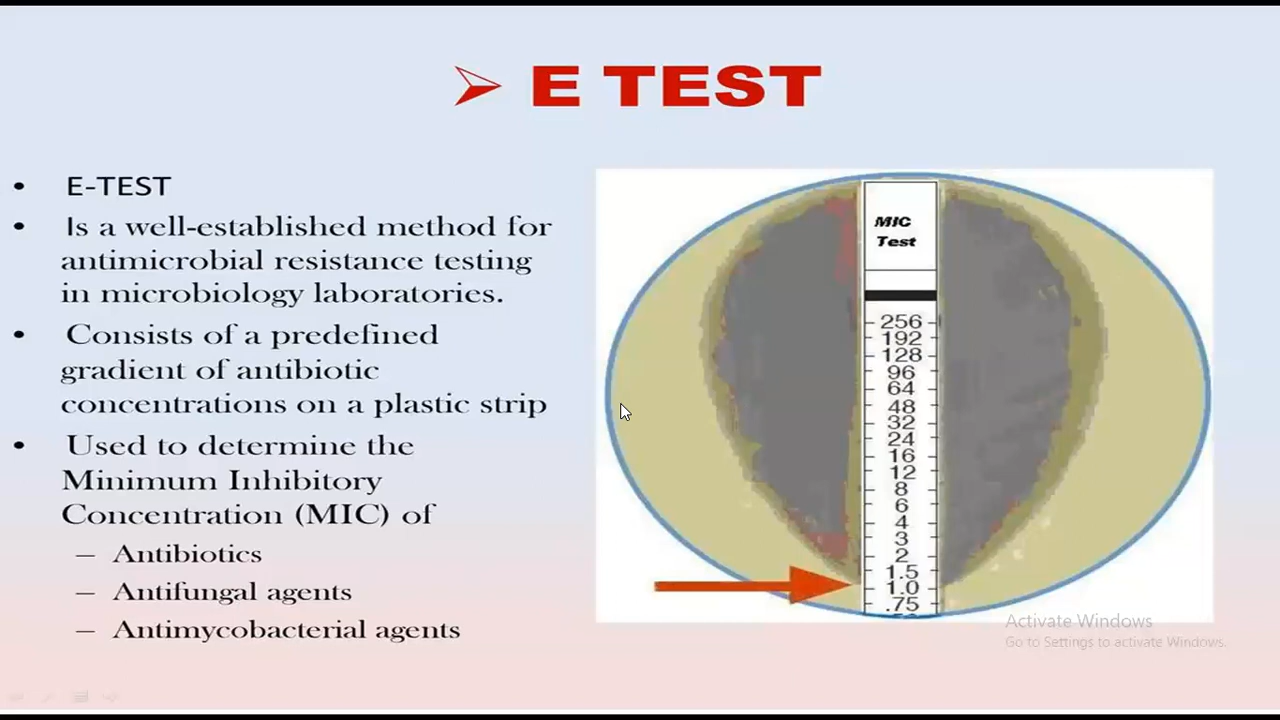 ➢ E TEST
• E-TEST
• Is a well-established method for
antimicrobial resistance testing
in microbiology laboratories.
• Consists of a predefined
gradient of antibiotic
concentrations on a plastic strip
• Used to determine the
Minimum Inhibitory
Concentration (MIC) of
– Antibiotics
– Antifungal agents
– Antimycobacterial agents
MIC
Test
256
192
128
96
64
48
32
24
16
12
8
6
4
3
2
1.5
1.0
.75
Activate Windows
Go to Settings to activate Windows.